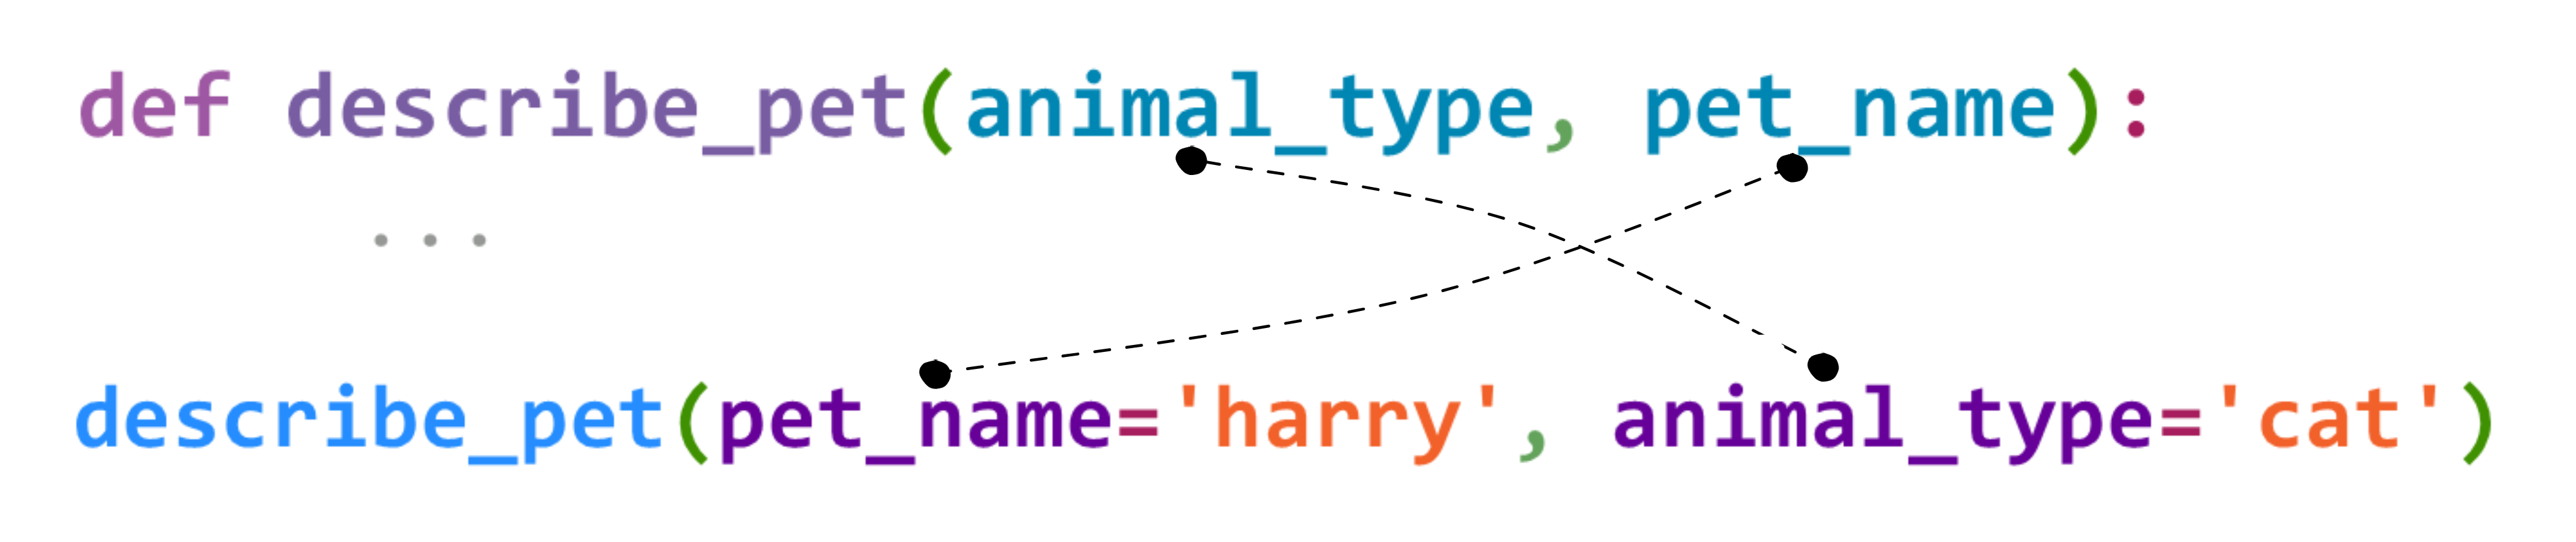 def describe_pet(animal_type, pet_name):
...
describe_pet(pet_name='harry', animal_type='cat')